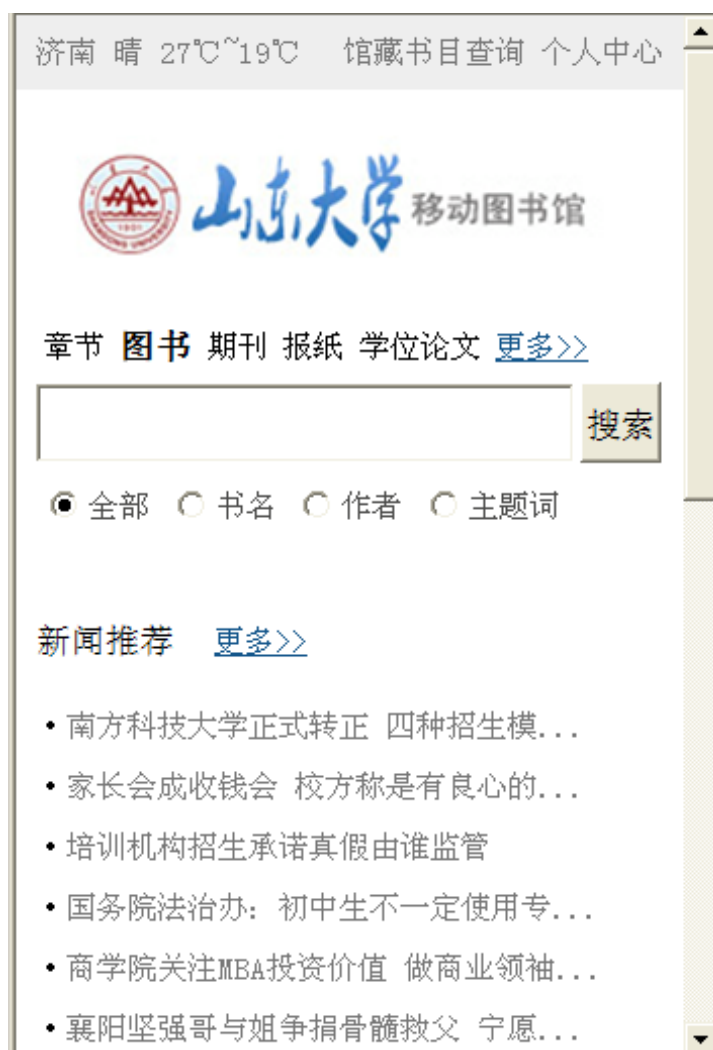 济南 晴 27℃~19℃ 馆藏书目查询 个人中心
山东大学 移动图书馆
章节 图书 期刊 报纸 学位论文 更多>>
搜索
全部 书名 作者 主题词
新闻推荐 更多>>
• 南方科技大学正式转正 四种招生模...
• 家长会成收钱会 校方称是有良心的...
• 培训机构招生承诺真假由谁监管
• 国务院法治办: 初中生不一定使用专...
• 商学院关注MBA投资价值 做商业领袖...
• 襄阳坚强哥与姐争捐骨髓救父 宁愿...